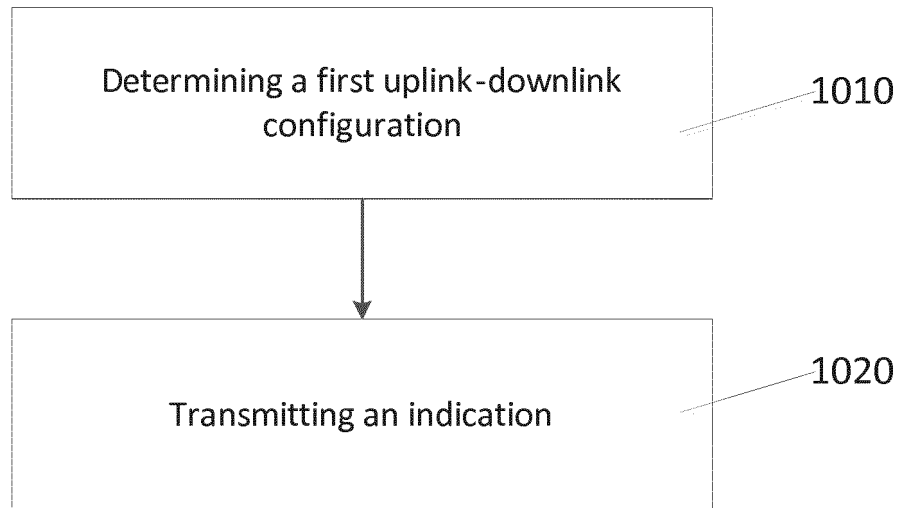 Determining a first uplink-downlink
configuration
1010
Transmitting an indication
1020